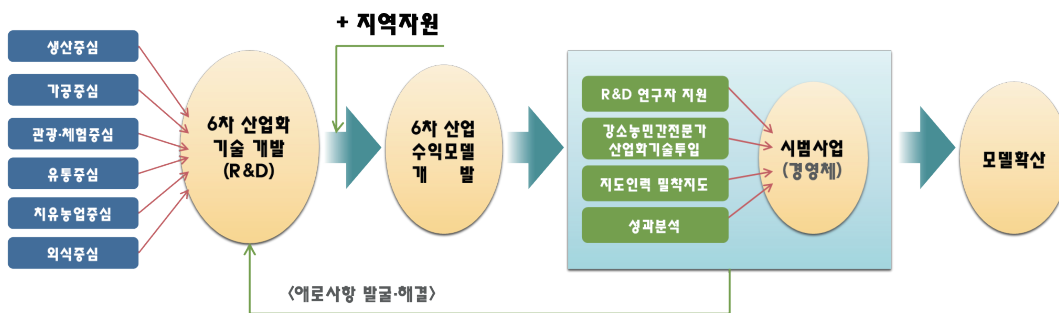 + 지역자원
생산중심
가공중심
관광·체험중심
유통중심
치유농업중심
외식중심
6차 산업화
기술 개발
(R&D)
6차 산업
수익모델
개 발
R&D 연구자 지원
강소농민간전문가
산업화기술투입
지도인력 밀착지도
성과분석
시범사업
(경영체)
모델확산
<애로사항 발굴·해결>